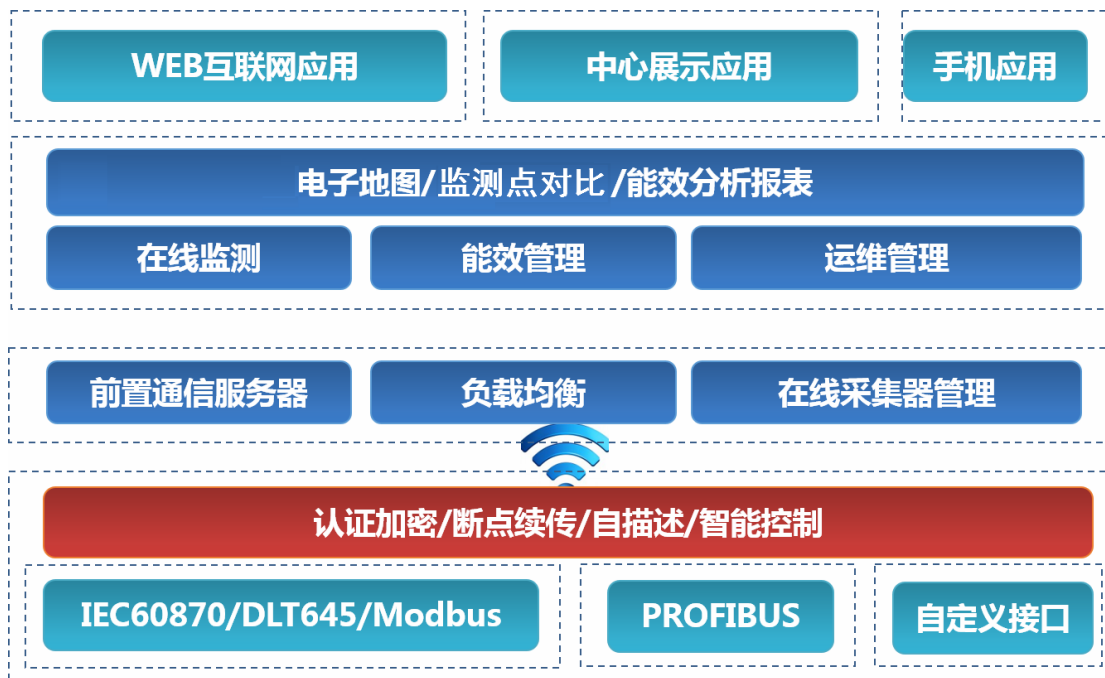 WEB互联网应用
中心展示应用
手机应用
电子地图/监测点对比/能效分析报表
在线监测
能效管理
运维管理
前置通信服务器
负载均衡
在线采集器管理
认证加密/断点续传/自描述/智能控制
IEC60870/DLT645/Modbus
PROFIBUS
自定义接口